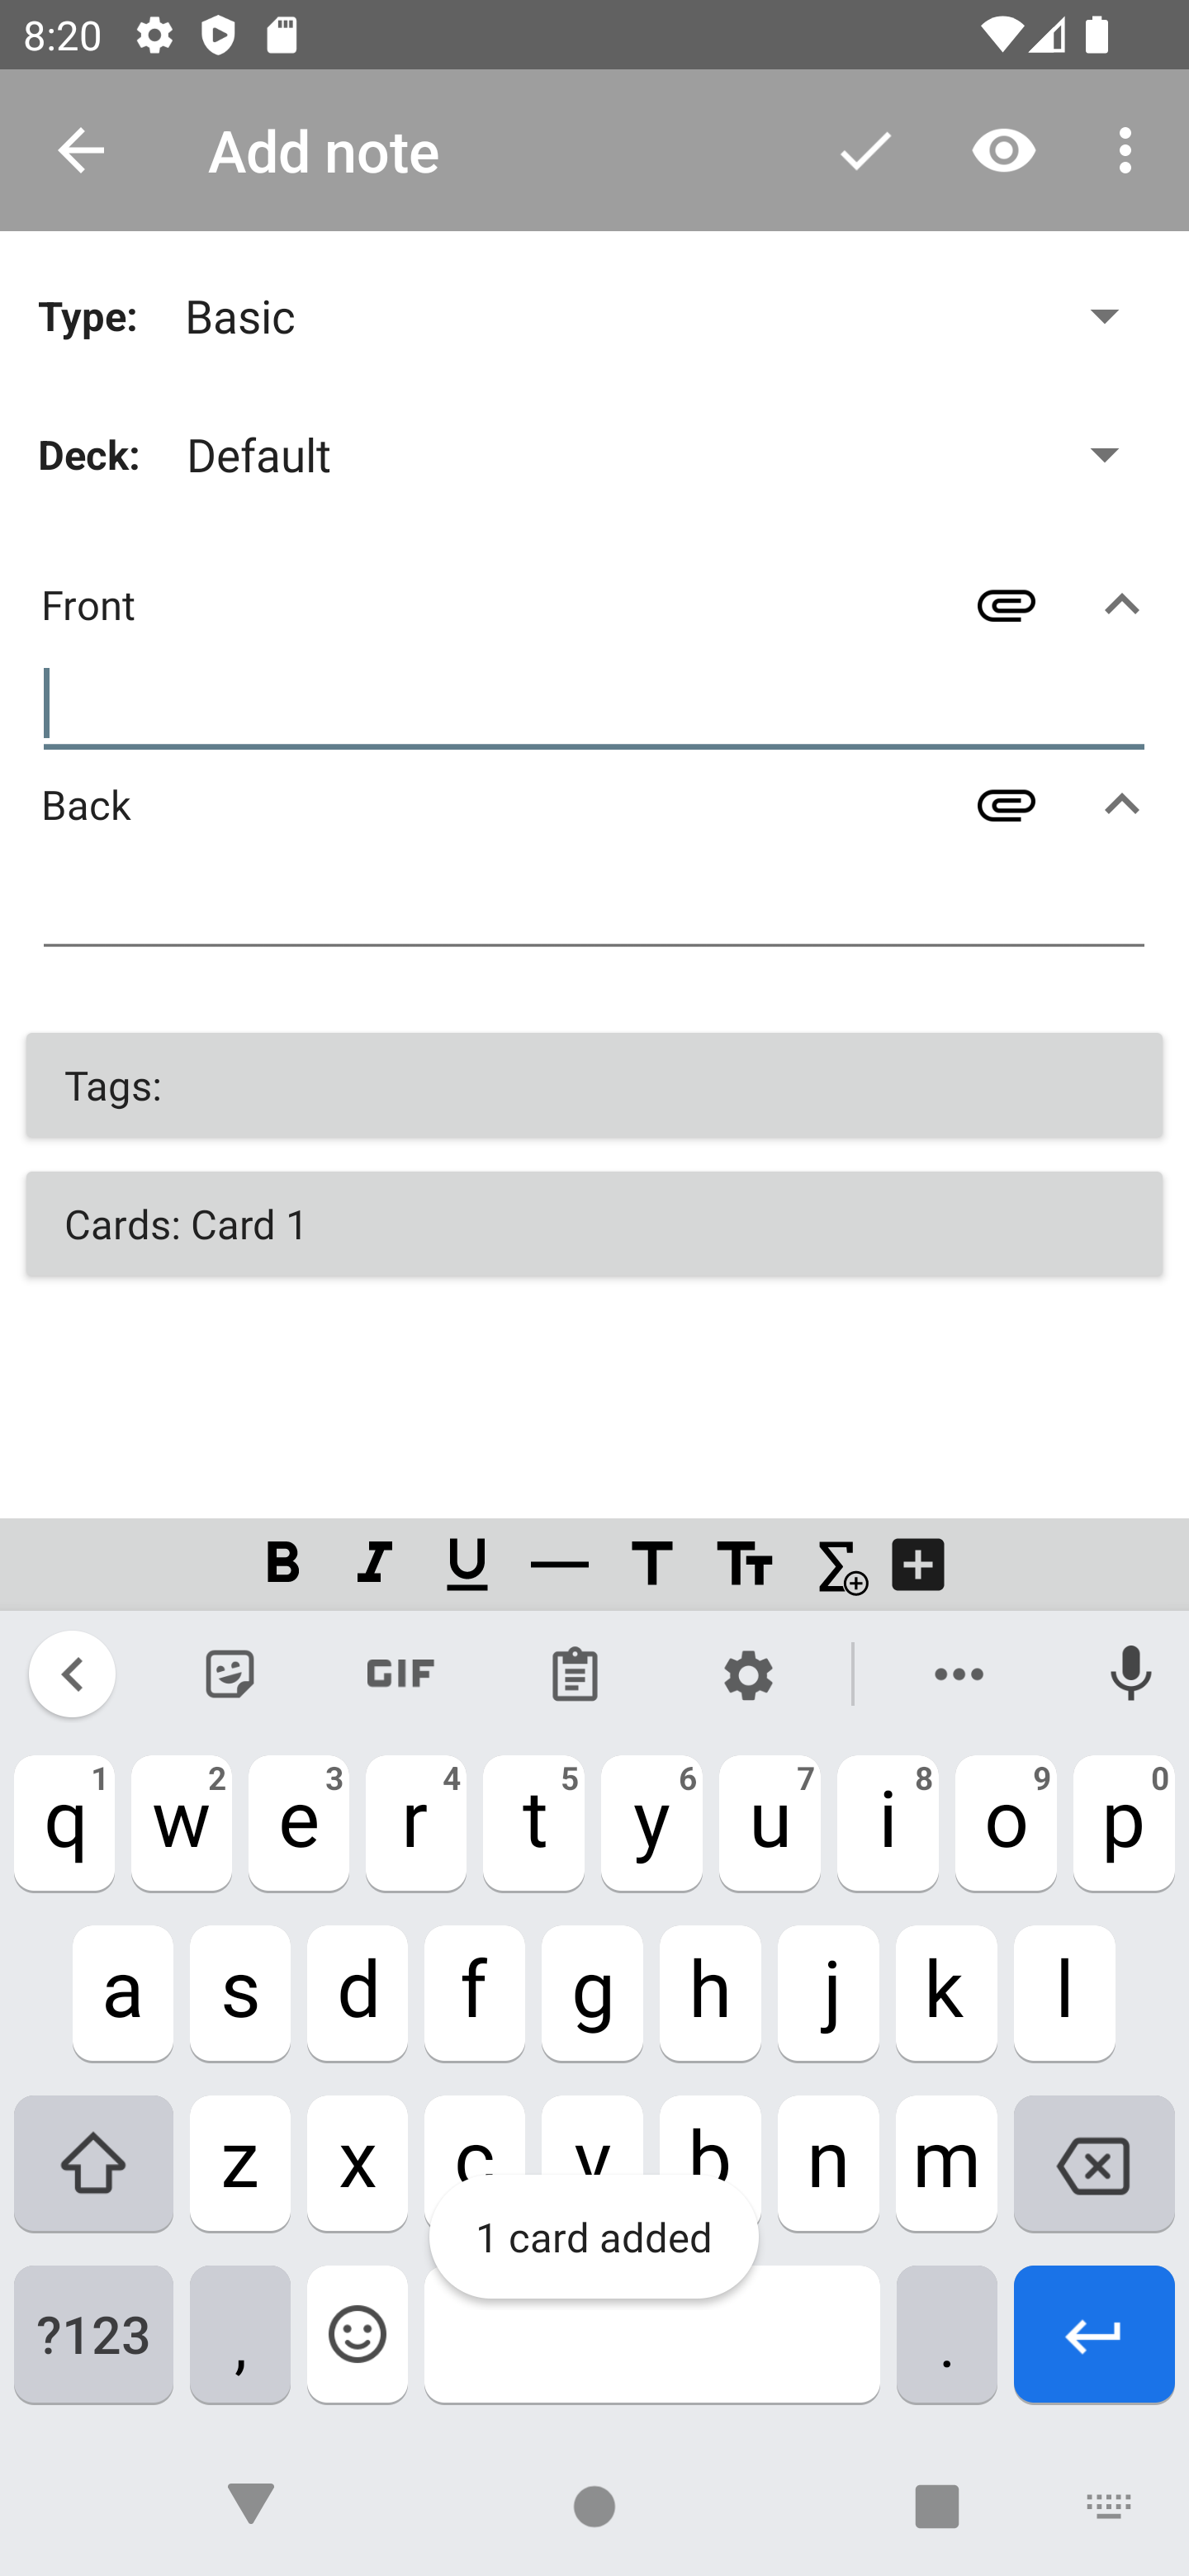 8:20
Add note
Type: Basic
Deck: Default
Front
Back
Tags:
Cards: Card 1
B I U T TT
GIF
q 1 w 2 e 3 r 4 t 5 y 6 u 7 i 8 o 9 p 0
a s d f g h j k l
z x c v b n m
1 card added
?123 , .